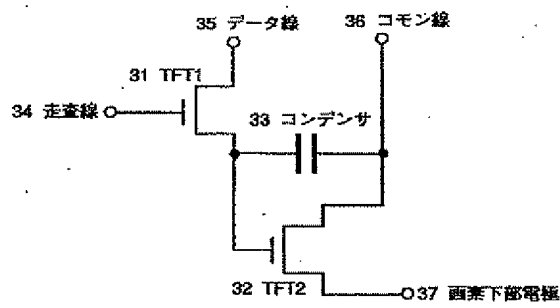 35 データ線
36 コモン線
31 TFT1
34 走査線
33 コンデンサ
32 TFT2
37 画素下部電極